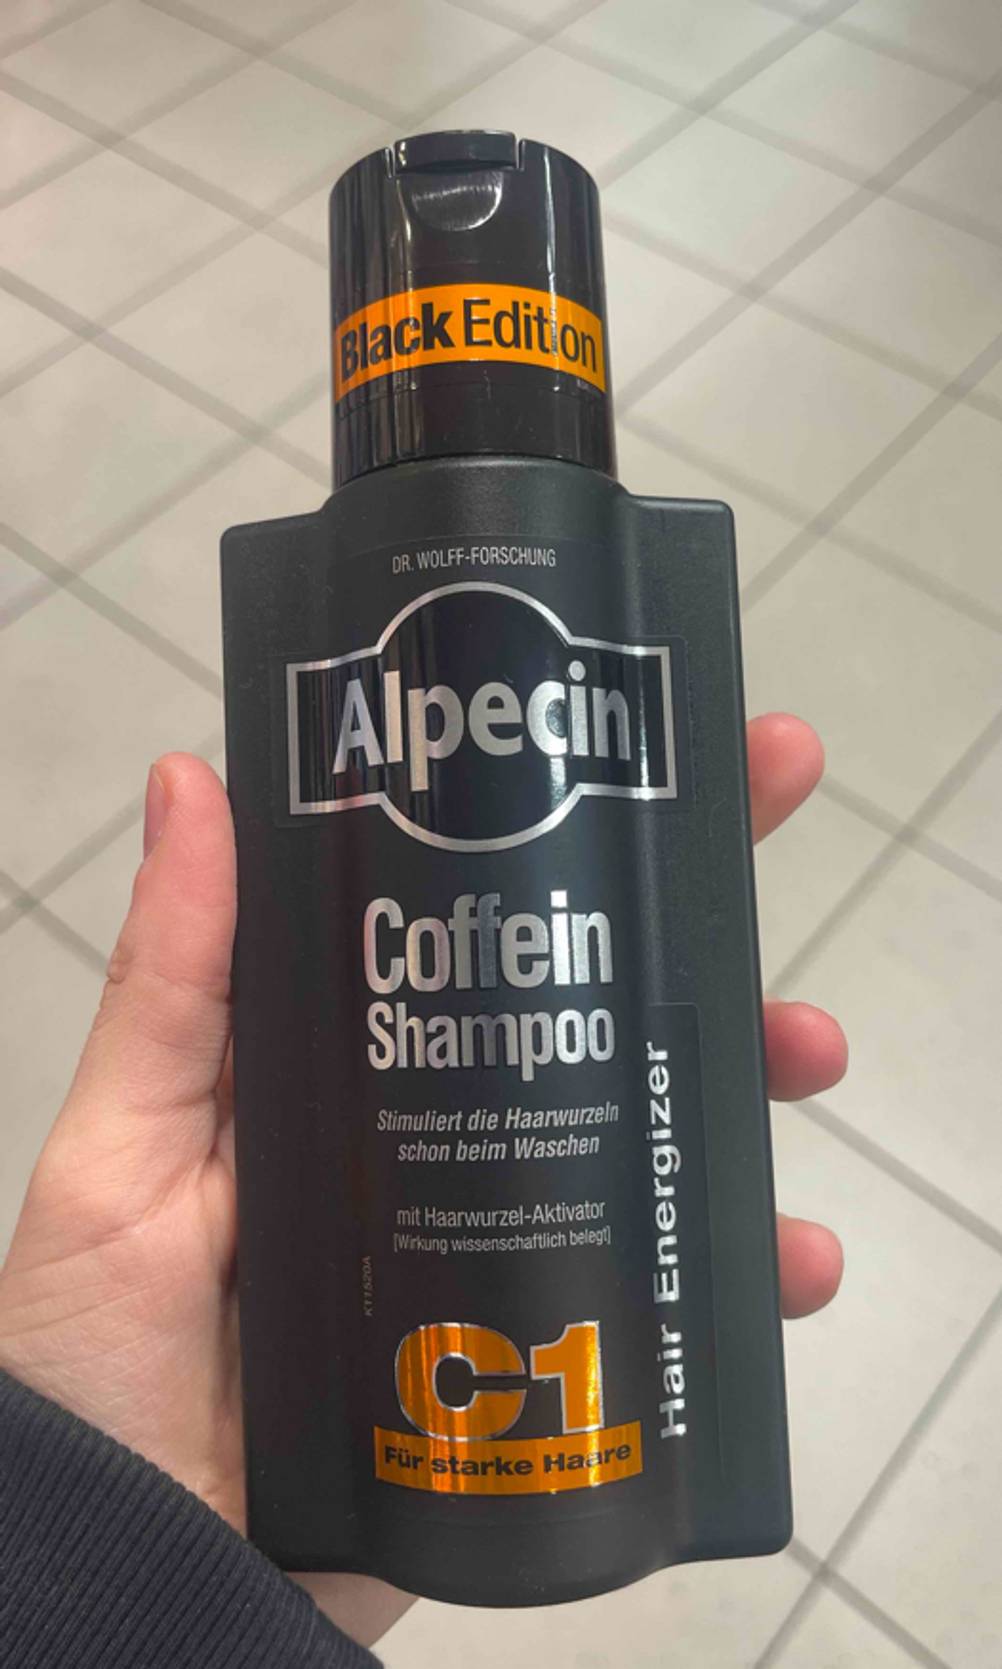 Black Edition
DR. WOLFF-FORSCHUNG
Alpecin
Coffein
Shampoo
Stimuliert die Haarwurzeln
schon beim Waschen
mit Haarwurzel-Aktivator
[Wirkung wissenschaftlich belegt]
KT1520A
C1
Für starke Haare
Hair Energizer